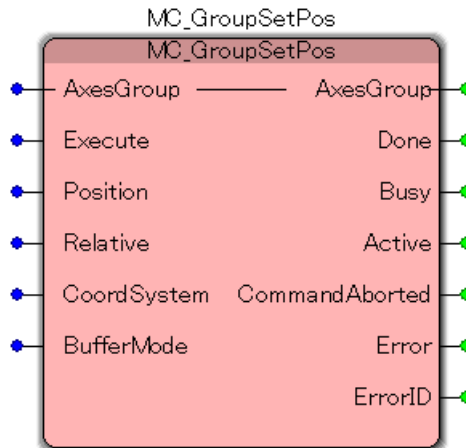 MC_GroupSetPos
MC_GroupSetPos
AxesGroup AxesGroup
Execute Done
Position Busy
Relative Active
CoordSystem CommandAborted
BufferMode Error
ErrorID